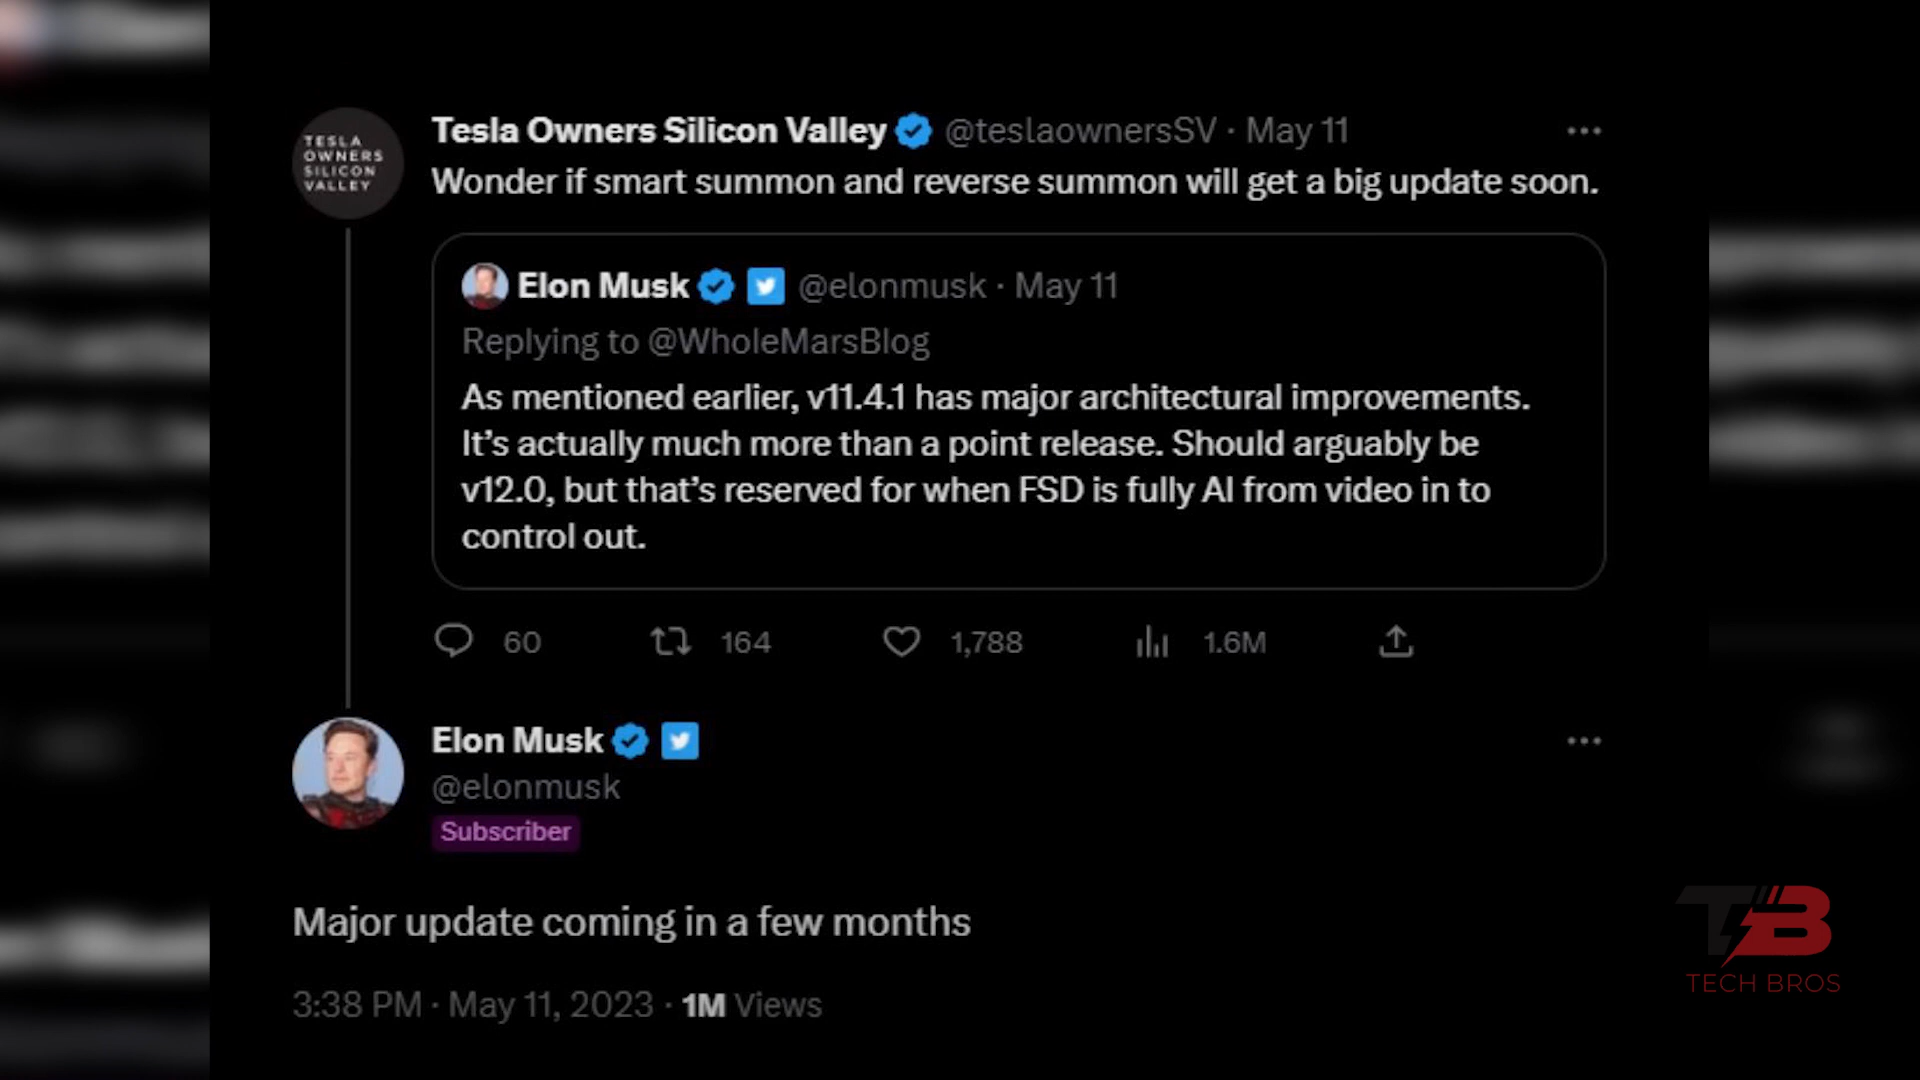 TESLA
OWNERS
SILICON
VALLEY
Tesla Owners Silicon Valley @teslaownersSV · May 11
Wonder if smart summon and reverse summon will get a big update soon.
Elon Musk @elonmusk · May 11
Replying to @WholeMarsBlog
As mentioned earlier, v11.4.1 has major architectural improvements.
It’s actually much more than a point release. Should arguably be
v12.0, but that’s reserved for when FSD is fully AI from video in to
control out.
60 164 1,788 1.6M
Elon Musk
@elonmusk
Subscriber
Major update coming in a few months
3:38 PM · May 11, 2023 · 1M Views
TB
TECH BROS